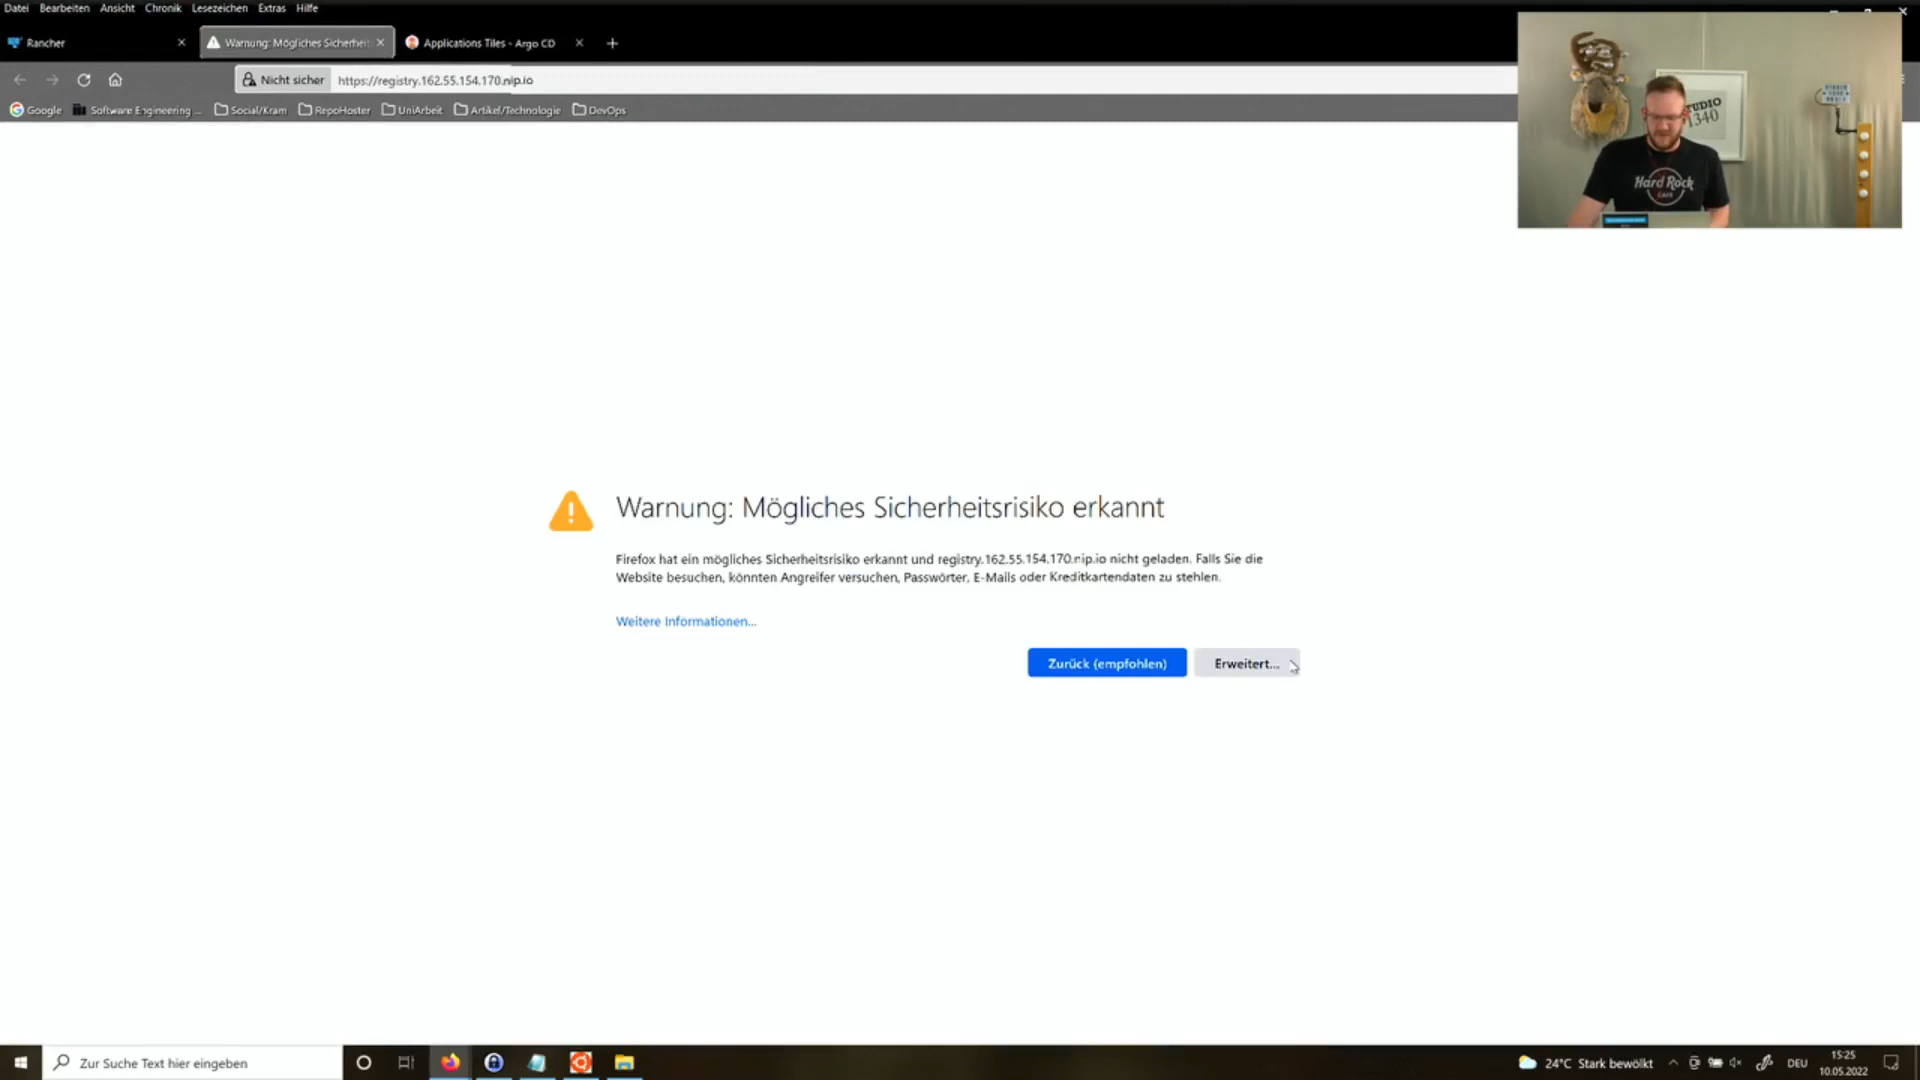 Datei Bearbeiten Ansicht Chronik Lesezeichen Extras Hilfe
Rancher
Warnung: Mögliches Sicherheit
Applications Tiles - Argo CD
Nicht sicher
https://registry.162.55.154.170.nip.io
Google
Software Engineering ...
Social/Kram
RepoHoster
UniArbeit
Artikel/Technologie
DevOps
STUDIO
1340
Hard Rock
CAFE
Warnung: Mögliches Sicherheitsrisiko erkannt
Firefox hat ein mögliches Sicherheitsrisiko erkannt und registry.162.55.154.170.nip.io nicht geladen. Falls Sie die
Website besuchen, könnten Angreifer versuchen, Passwörter, E-Mails oder Kreditkartendaten zu stehlen.
Weitere Informationen...
Zurück (empfohlen)
Erweitert...
Zur Suche Text hier eingeben
24°C Stark bewölkt
DEU
15:25
10.05.2022